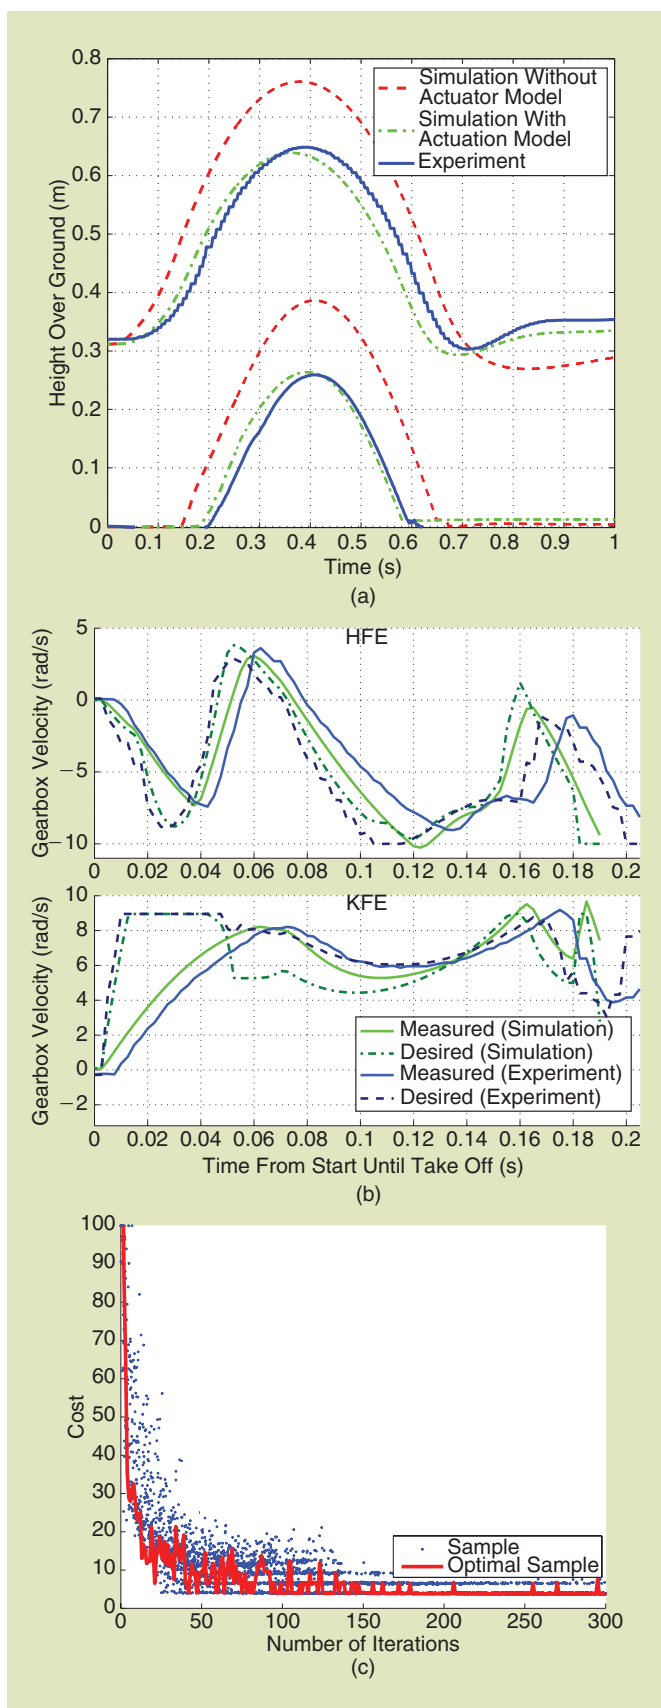 0.8
0.7
0.6
0.5
0.4
0.3
0.2
0.1
0
Height Over Ground (m)
Simulation Without
Actuator Model
Simulation With
Actuation Model
Experiment
0 0.1 0.2 0.3 0.4 0.5 0.6 0.7 0.8 0.9 1
Time (s)
(a)
HFE
5
0
−5
−10
Gearbox Velocity (rad/s)
0 0.02 0.04 0.06 0.08 0.1 0.12 0.14 0.16 0.18 0.2
KFE
10
8
6
4
2
0
−2
Gearbox Velocity (rad/s)
Measured (Simulation)
Desired (Simulation)
Measured (Experiment)
Desired (Experiment)
0 0.02 0.04 0.06 0.08 0.1 0.12 0.14 0.16 0.18 0.2
Time From Start Until Take Off (s)
(b)
100
90
80
70
60
50
40
30
20
10
0
Cost
Sample
Optimal Sample
0 50 100 150 200 250 300
Number of Iterations
(c)